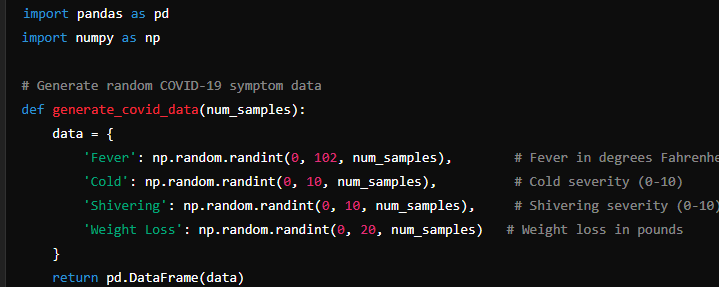 import pandas as pd
import numpy as np
# Generate random COVID-19 symptom data
def generate_covid_data(num_samples):
data = {
'Fever': np.random.randint(0, 102, num_samples), # Fever in degrees
'Cold': np.random.randint(0, 10, num_samples), # Cold severity (0-10)
'Shivering': np.random.randint(0, 10, num_samples), # Shivering severity (0-10)
'Weight Loss': np.random.randint(0, 20, num_samples) # Weight loss in pounds
}
return pd.DataFrame(data)